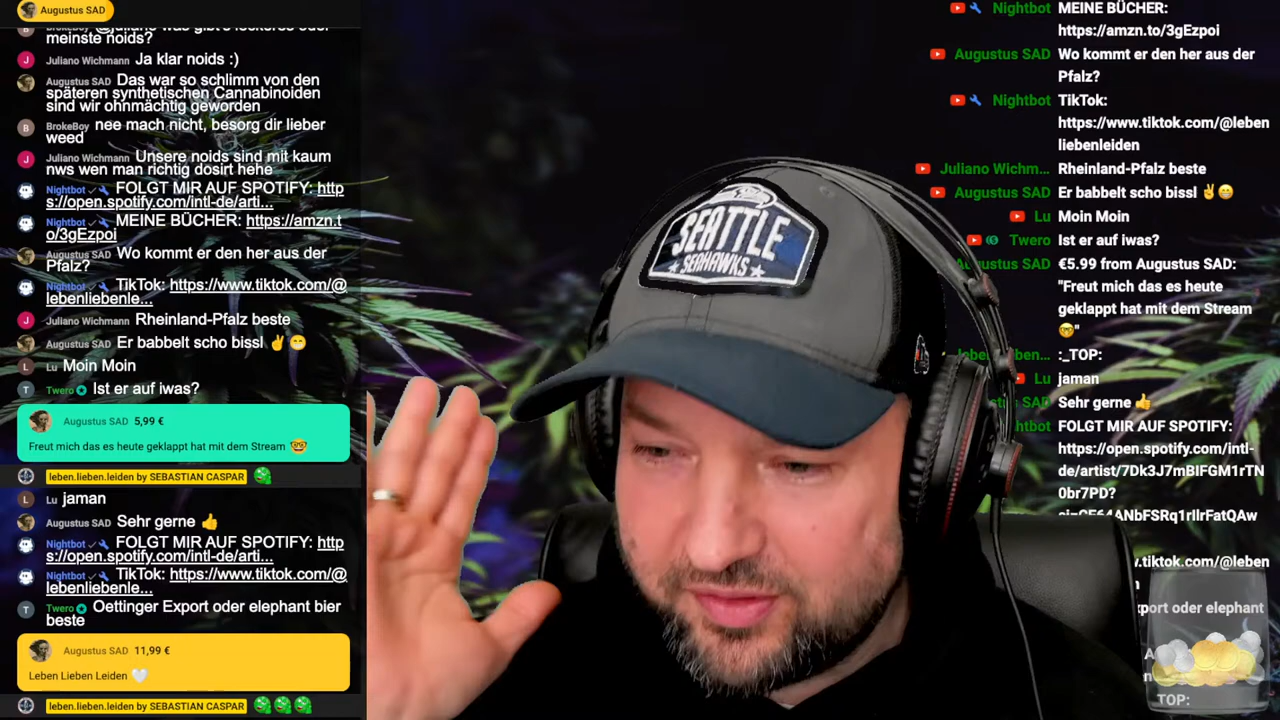 Augustus SAD
meinste noids?
Juliano Wichmann Ja klar noids :)
Augustus SAD Das war so schlimm von den
späteren synthetischen Cannabinoiden
sind wir ohnmächtig geworden
BrokeBoy nee mach nicht, besorg dir lieber
weed
Juliano Wichmann Unsere noids sind mit kaum
nws wen man richtig dosirt hehe
Nightbot FOLGT MIR AUF SPOTIFY: http
s://open.spotify.com/intl-de/arti...
Nightbot MEINE BÜCHER: https://amzn.t
o/3gEzpoi
Augustus SAD Wo kommt er den her aus der
Pfalz?
Nightbot TikTok: https://www.tiktok.com/@
lebenliebenle...
Juliano Wichmann Rheinland-Pfalz beste
Augustus SAD Er babbelt scho bissl ✌😁
Lu Moin Moin
Twero Ist er auf iwas?
Augustus SAD 5,99 €
Freut mich das es heute geklappt hat mit dem Stream 🤓
leben.lieben.leiden by SEBASTIAN CASPAR
Lu jaman
Augustus SAD Sehr gerne 👍
Nightbot FOLGT MIR AUF SPOTIFY: http
s://open.spotify.com/intl-de/arti...
Nightbot TikTok: https://www.tiktok.com/@
lebenliebenle...
Twero Oettinger Export oder elephant bier
beste
Augustus SAD 11,99 €
Leben Lieben Leiden 🤍
leben.lieben.leiden by SEBASTIAN CASPAR
SEATTLE
SEAHAWKS
Nightbot MEINE BÜCHER:
https://amzn.to/3gEzpoi
Augustus SAD Wo kommt er den her aus der
Pfalz?
Nightbot TikTok:
https://www.tiktok.com/@leben
liebenleiden
Juliano Wichm... Rheinland-Pfalz beste
Augustus SAD Er babbelt scho bissl ✌😁
Lu Moin Moin
Twero Ist er auf iwas?
€5.99 from Augustus SAD:
"Freut mich das es heute
geklappt hat mit dem Stream
🤓"
:_TOP:
Lu jaman
Sehr gerne 👍
FOLGT MIR AUF SPOTIFY:
https://open.spotify.com/intl-
de/artist/7Dk3J7mBIFGM1rTN
0br7PD?
TOP: